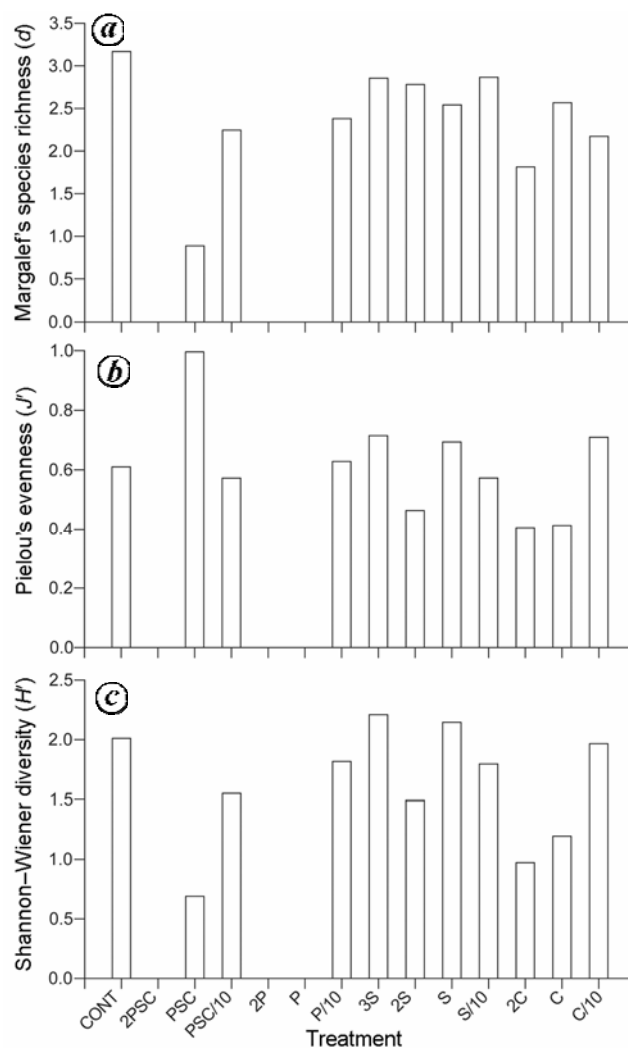 a
Margalef's species richness (d)
3.5
3.0
2.5
2.0
1.5
1.0
0.5
0.0
b
Pielou's evenness (J')
1.0
0.8
0.6
0.4
0.2
0.0
c
Shannon–Wiener diversity (H')
2.5
2.0
1.5
1.0
0.5
0.0
CONT
2PSC
PSC
PSC/10
2P
P
P/10
3S
2S
S
S/10
2C
C
C/10
Treatment